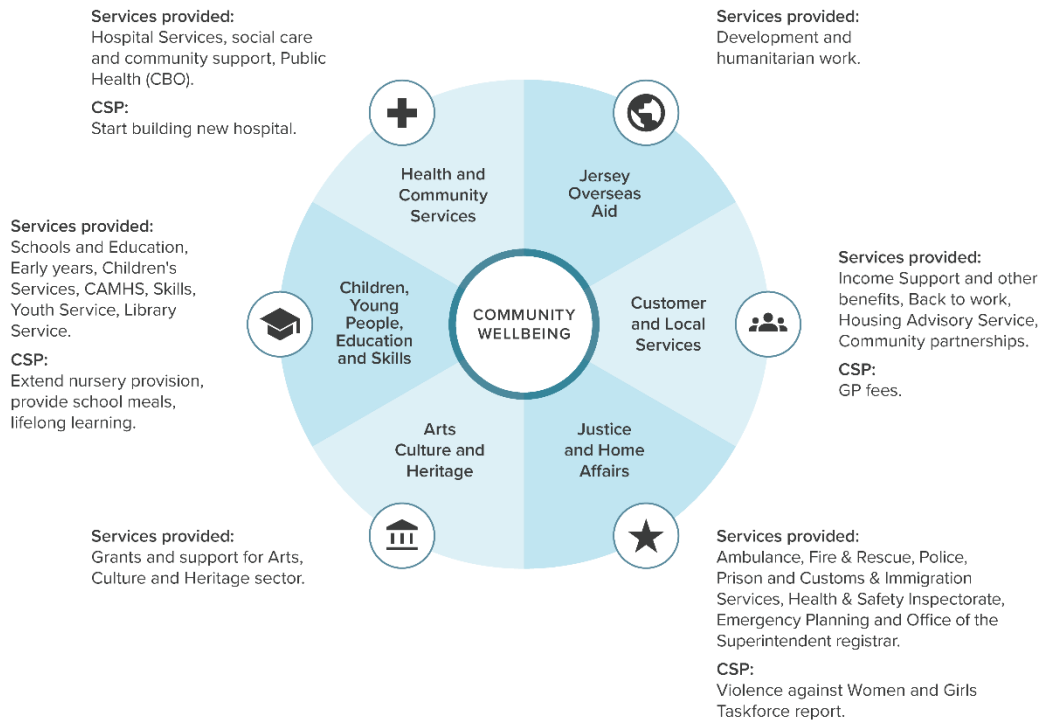 Services provided:
Hospital Services, social care
and community support, Public
Health (CBO).
CSP:
Start building new hospital.
Services provided:
Development and
humanitarian work.
Health and
Community
Services
Jersey
Overseas
Aid
Services provided:
Schools and Education,
Early years, Children's
Services, CAMHS, Skills,
Youth Service, Library
Service.
CSP:
Extend nursery provision,
provide school meals,
lifelong learning.
Children,
Young
People,
Education
and Skills
COMMUNITY
WELLBEING
Customer
and Local
Services
Services provided:
Income Support and other
benefits, Back to work,
Housing Advisory Service,
Community partnerships.
CSP:
GP fees.
Arts
Culture and
Heritage
Justice
and Home
Affairs
Services provided:
Grants and support for Arts,
Culture and Heritage sector.
Services provided:
Ambulance, Fire & Rescue, Police,
Prison and Customs & Immigration
Services, Health & Safety Inspectorate,
Emergency Planning and Office of the
Superintendent registrar.
CSP:
Violence against Women and Girls
Taskforce report.